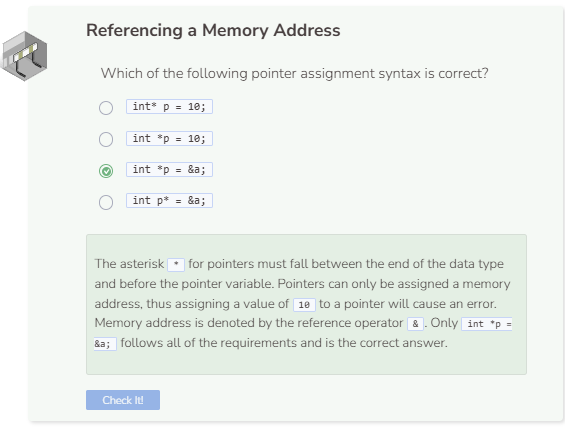 Referencing a Memory Address
Which of the following pointer assignment syntax is correct?
int* p = 10;
int *p = 10;
int *p = &a;
int p* = &a;
The asterisk * for pointers must fall between the end of the data type
and before the pointer variable. Pointers can only be assigned a memory
address, thus assigning a value of 10 to a pointer will cause an error.
Memory address is denoted by the reference operator & . Only int *p =
&a; follows all of the requirements and is the correct answer.
Check It!